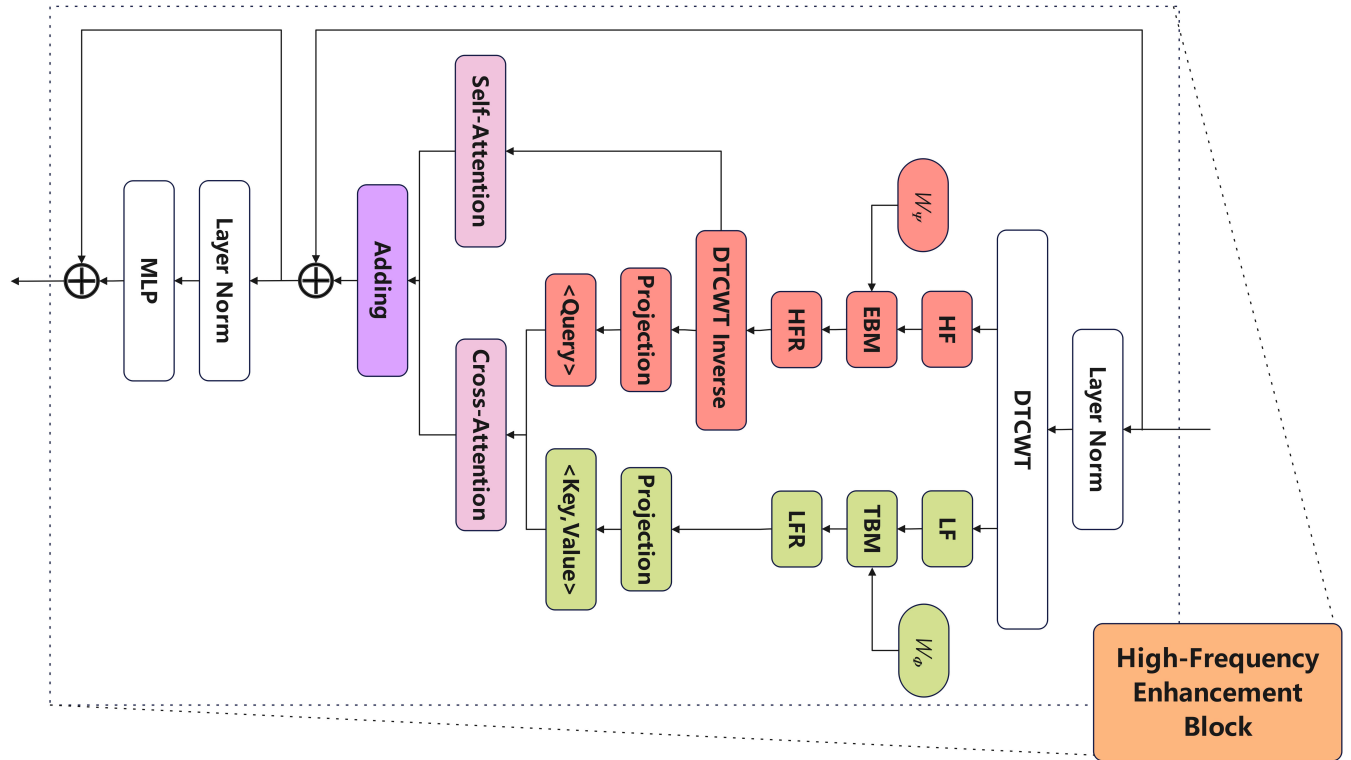 Layer Norm
DTCWT
HF
LF
W_Ψ
W_Φ
EBM
TBM
HFR
LFR
DTCWT Inverse
Projection
Projection
<Query>
<Key,Value>
Self-Attention
Cross-Attention
Adding
Layer Norm
MLP
High-Frequency
Enhancement
Block